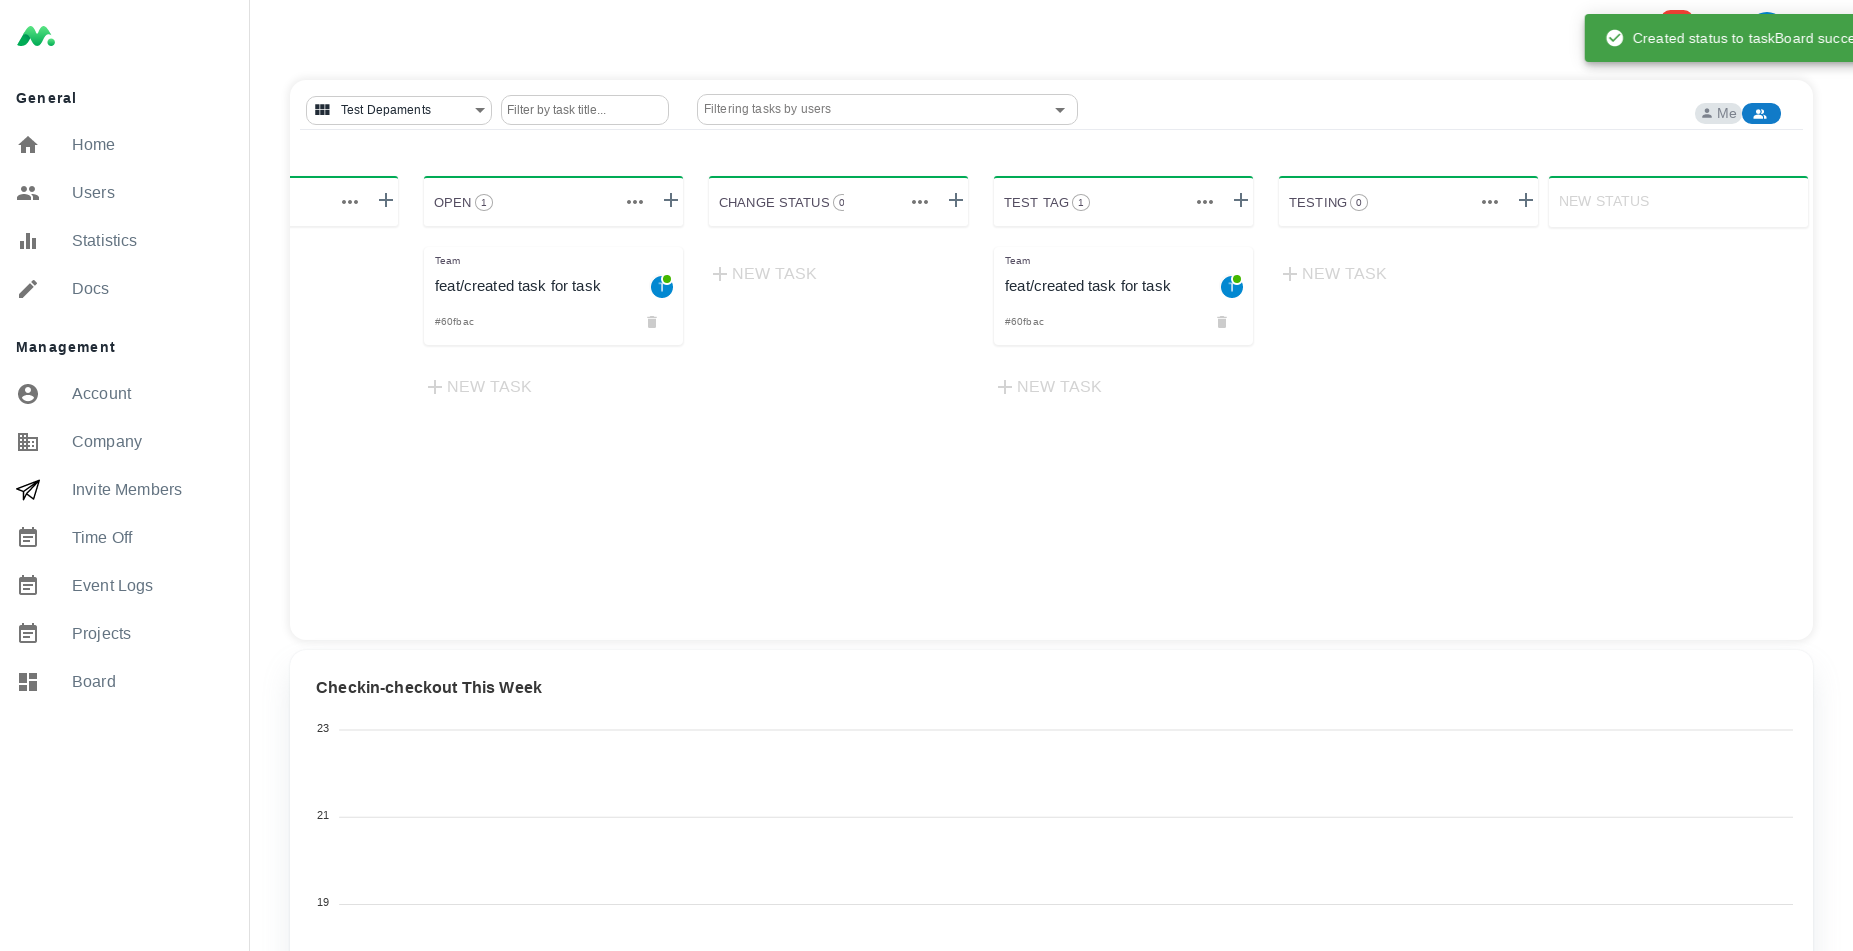 Created status to taskBoard succe
General
Home
Users
Statistics
Docs
Management
Account
Company
Invite Members
Time Off
Event Logs
Projects
Board
Test Depaments
Filter by task title...
Filtering tasks by users
Me
OPEN 1
CHANGE STATUS 0
TEST TAG 1
TESTING 0
NEW STATUS
Team
feat/created task for task
T
#60fbac
NEW TASK
NEW TASK
Team
feat/created task for task
T
#60fbac
NEW TASK
NEW TASK
Checkin-checkout This Week
23
21
19